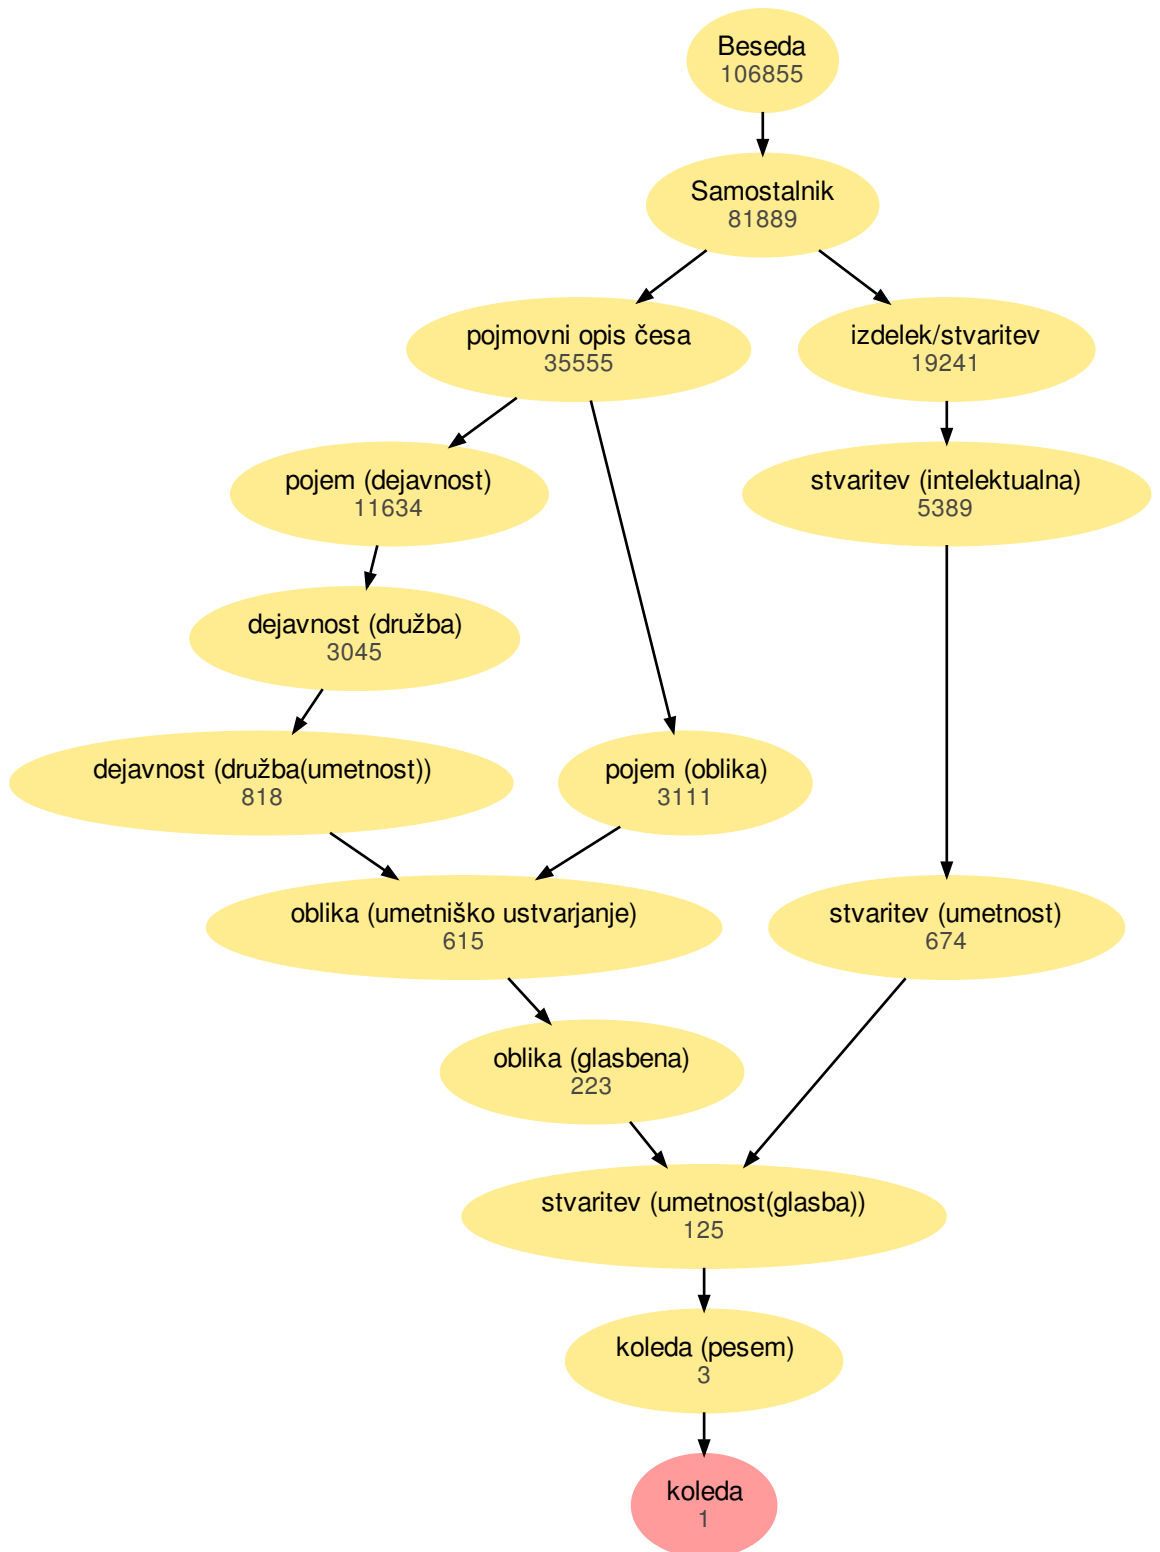 Beseda
106855
Samostalnik
81889
pojmovni opis česa
35555
izdelek/stvaritev
19241
pojem (dejavnost)
11634
stvaritev (intelektualna)
5389
dejavnost (družba)
3045
dejavnost (družba(umetnost))
818
pojem (oblika)
3111
oblika (umetniško ustvarjanje)
615
stvaritev (umetnost)
674
oblika (glasbena)
223
stvaritev (umetnost(glasba))
125
koleda (pesem)
3
koleda
1